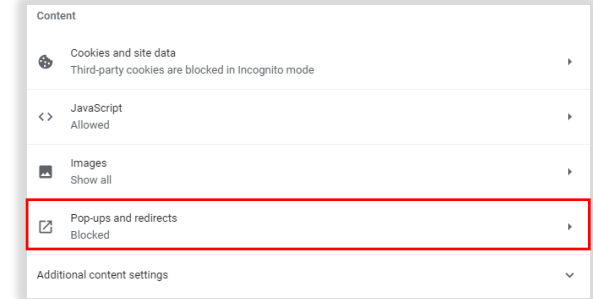 Content
Cookies and site data
Third-party cookies are blocked in Incognito mode
JavaScript
Allowed
Images
Show all
Pop-ups and redirects
Blocked
Additional content settings